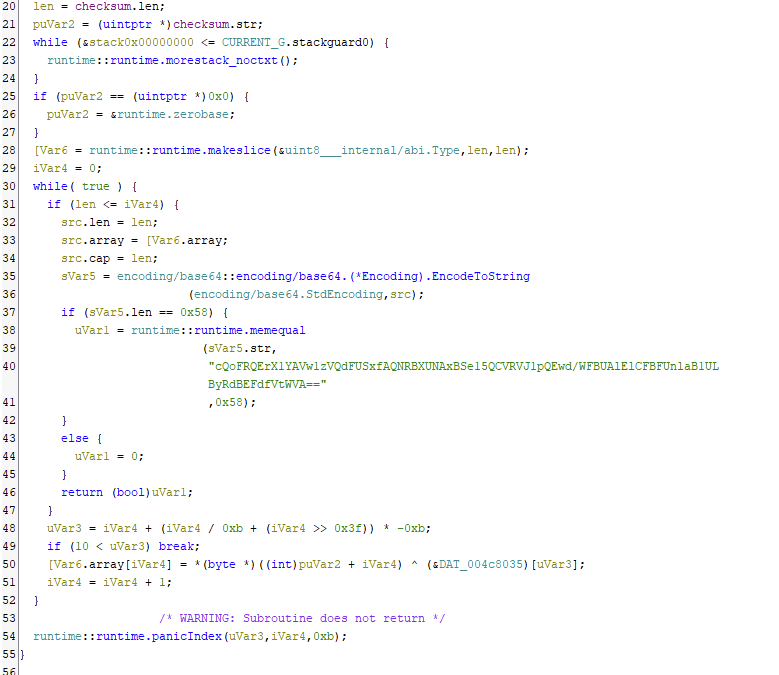 20 len = checksum.len;
21 puVar2 = (uintptr *)checksum.str;
22 while (&stack0x00000000 <= CURRENT_G.stackguard0) {
23 runtime::runtime.morestack_noctxt();
24 }
25 if (puVar2 == (uintptr *)0x0) {
26 puVar2 = &runtime.zerobase;
27 }
28 [Var6 = runtime::runtime.makeslice(&uint8___internal/abi.Type,len,len);
29 iVar4 = 0;
30 while( true ) {
31 if (len <= iVar4) {
32 src.len = len;
33 src.array = [Var6.array;
34 src.cap = len;
35 sVar5 = encoding/base64::encoding/base64.(*Encoding).EncodeToString
36 (encoding/base64.StdEncoding,src);
37 if (sVar5.len == 0x58) {
38 uVar1 = runtime::runtime.memequal
39 (sVar5.str,
40 "cQoFRQErX1YAVw1zVQdFUSxfAQNRBXUNAxBSe15QCVRVJ1pQEwd/WFBUAlElCFBFUnlaB1UL
ByRdBEFdfVtWVA=="
41 ,0x58);
42 }
43 else {
44 uVar1 = 0;
45 }
46 return (bool)uVar1;
47 }
48 uVar3 = iVar4 + (iVar4 / 0xb + (iVar4 >> 0x3f)) * -0xb;
49 if (10 < uVar3) break;
50 [Var6.array[iVar4] = *(byte *)((int)puVar2 + iVar4) ^ (&DAT_004c8035)[uVar3];
51 iVar4 = iVar4 + 1;
52 }
53 /* WARNING: Subroutine does not return */
54 runtime::runtime.panicIndex(uVar3,iVar4,0xb);
55 }
56